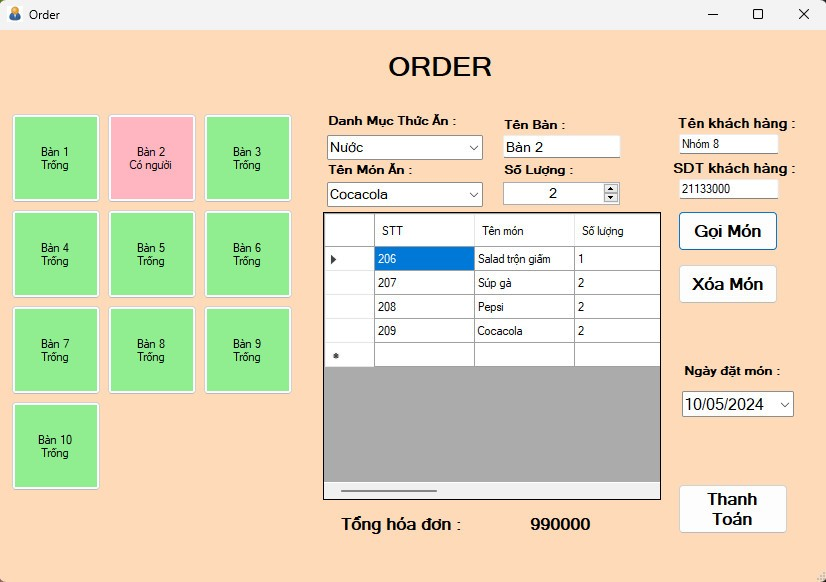 Order
ORDER
Bàn 1
Trống
Bàn 2
Có người
Bàn 3
Trống
Bàn 4
Trống
Bàn 5
Trống
Bàn 6
Trống
Bàn 7
Trống
Bàn 8
Trống
Bàn 9
Trống
Bàn 10
Trống
Danh Mục Thức Ăn :
Nước
Tên Bàn :
Bàn 2
Tên Món Ăn :
Cocacola
Số Lượng :
2
Tên khách hàng :
Nhóm 8
SDT khách hàng :
21133000
STT Tên món Số lượng
206 Salad trộn giấm 1
207 Súp gà 2
208 Pepsi 2
209 Cocacola 2
Gọi Món
Xóa Món
Ngày đặt món :
10/05/2024
Tổng hóa đơn : 990000
Thanh
Toán